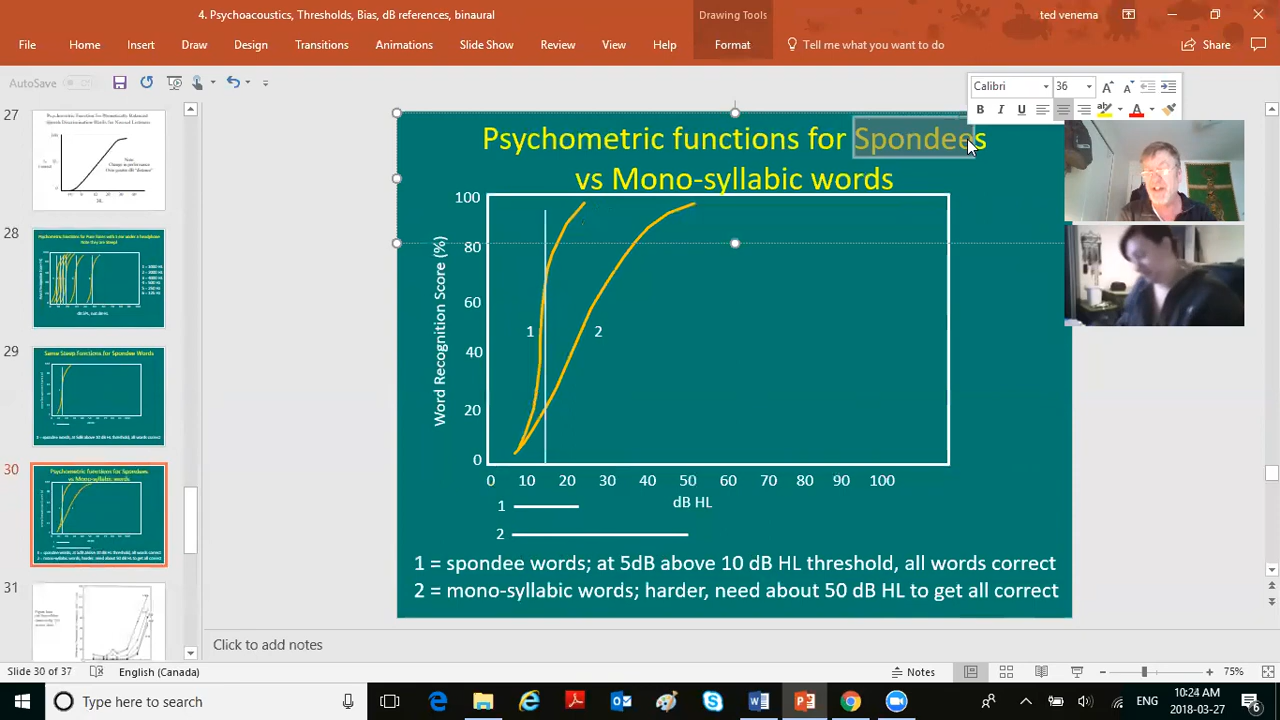 4. Psychoacoustics, Thresholds, Bias, dB references, binaural
Drawing Tools
ted venema
File
Home
Insert
Draw
Design
Transitions
Animations
Slide Show
Review
View
Help
Format
Tell me what you want to do
Share
AutoSave
Off
Calibri
36
B
I
U
A
27
28
29
Same Steep Functions for Spondee Words
30
Psychometric functions for Spondees
vs Mono-syllabic words
31
Psychometric functions for Spondees
vs Mono-syllabic words
Word Recognition Score (%)
100
80
60
40
20
0
1
2
0 10 20 30 40 50 60 70 80 90 100
dB HL
1
2
1 = spondee words; at 5dB above 10 dB HL threshold, all words correct
2 = mono-syllabic words; harder, need about 50 dB HL to get all correct
Click to add notes
Slide 30 of 37
English (Canada)
Notes
75%
Type here to search
ENG
10:24 AM
2018-03-27
6